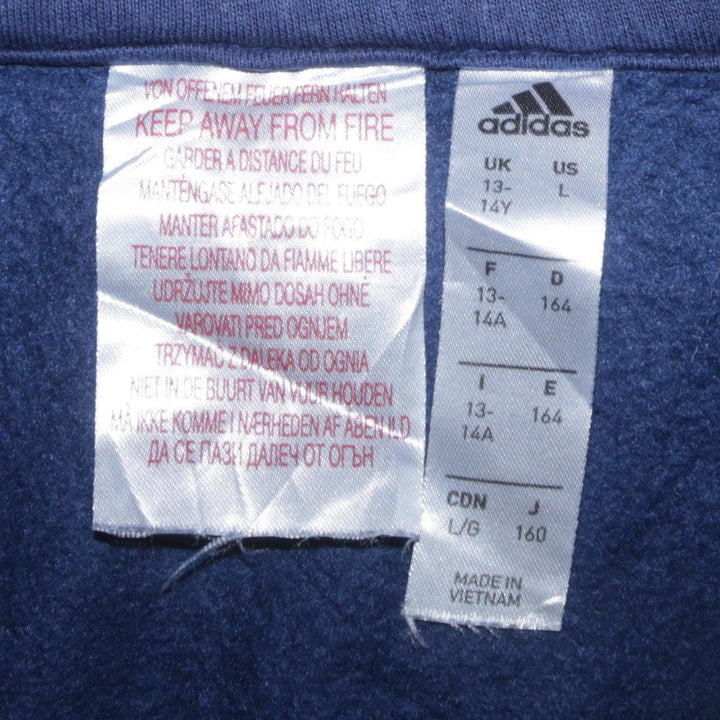 VON OFFENEM FEUER FERN HALTEN
KEEP AWAY FROM FIRE
GARDER A DISTANCE DU FEU
MANTÉNGASE ALEJADO DEL FUEGO
MANTER AFASTADO DO FOGO
TENERE LONTANO DA FIAMME LIBERE
UDRŽUJTE MIMO DOSAH OHNĚ
VAROVATI PRED OGNJEM
TRZYMAĆ Z DALEKA OD OGNIA
NIET IN DE BUURT VAN VUUR HOUDEN
MÅ IKKE KOMME I NÆRHEDEN AF ÅBEN ILD
ДА СЕ ПАЗИ ДАЛЕЧ ОТ ОГЪН
adidas
UK US
13- L
14Y
F D
13- 164
14A
I E
13- 164
14A
CDN J
L/G 160
MADE IN
VIETNAM